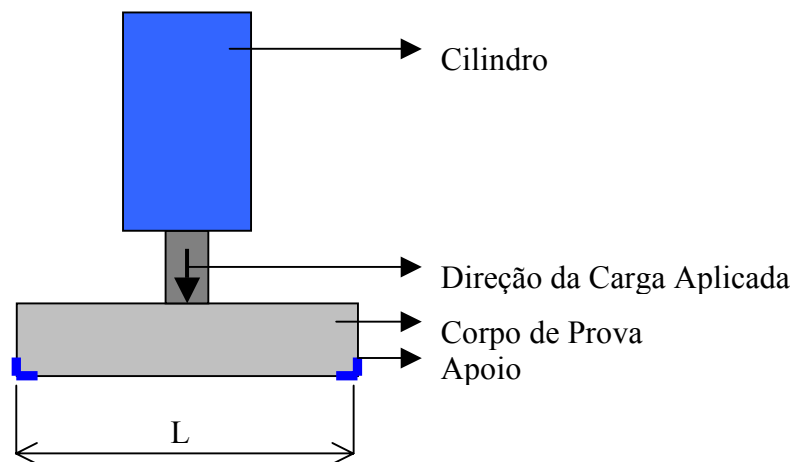 Cilindro
Direção da Carga Aplicada
Corpo de Prova
Apoio
L